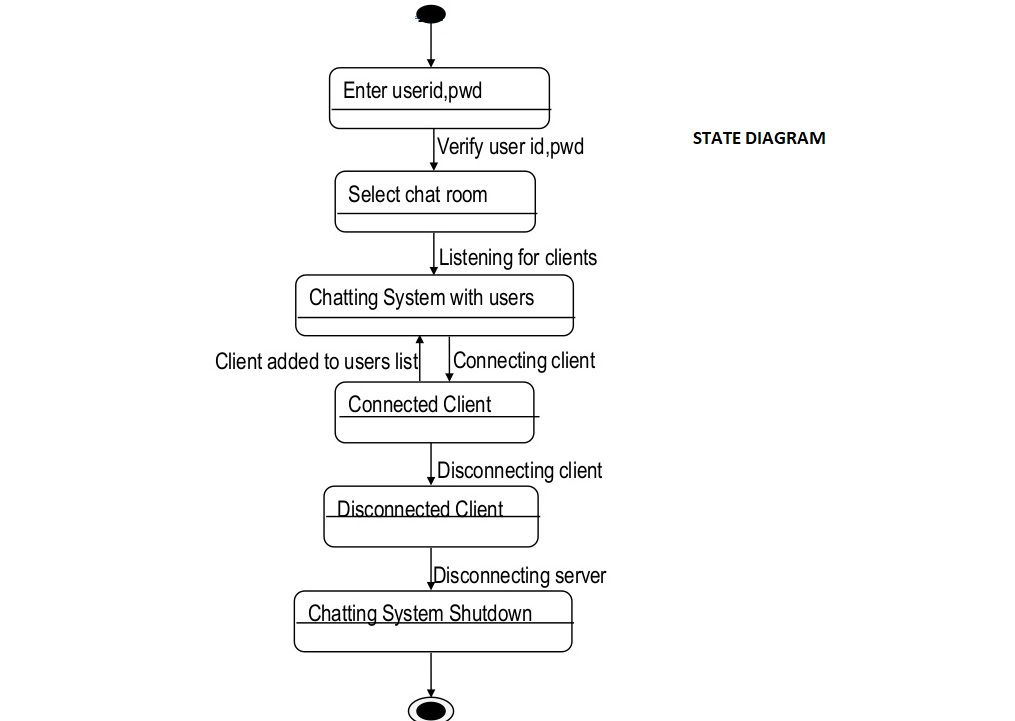 Enter userid,pwd
STATE DIAGRAM
Verify user id,pwd
Select chat room
Listening for clients
Chatting System with users
Client added to users list
Connecting client
Connected Client
Disconnecting client
Disconnected Client
Disconnecting server
Chatting System Shutdown